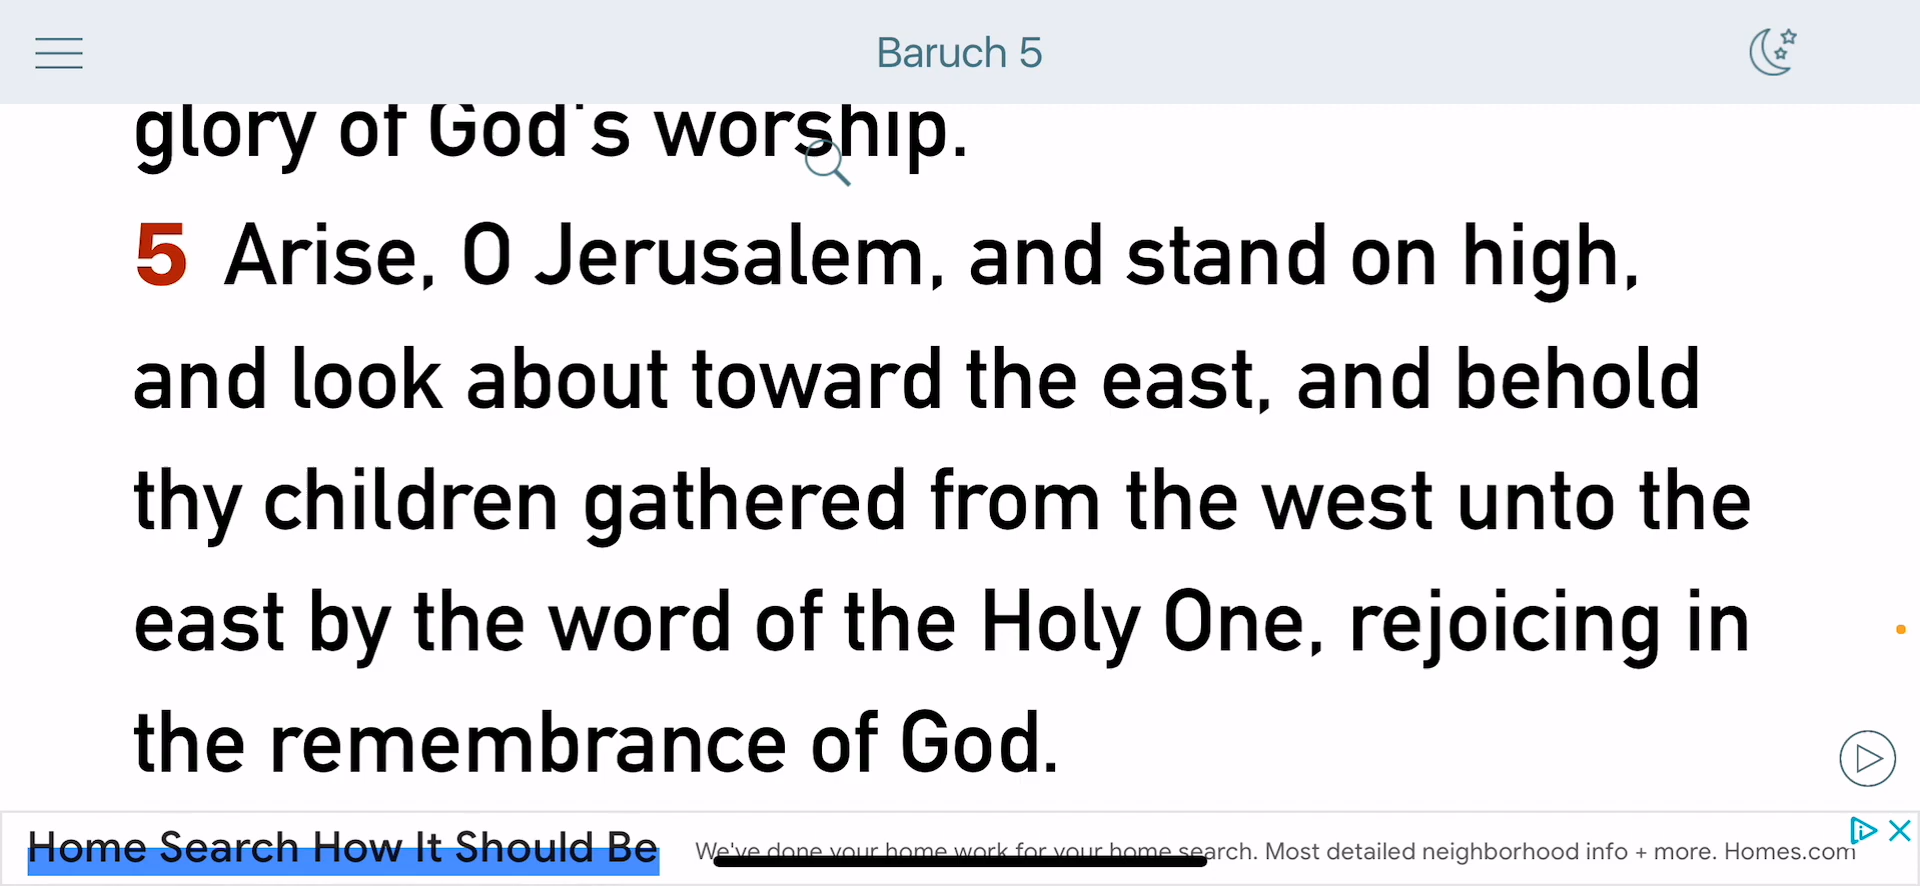 Baruch 5
glory of God's worship.
5 Arise, O Jerusalem, and stand on high,
and look about toward the east, and behold
thy children gathered from the west unto the
east by the word of the Holy One, rejoicing in
the remembrance of God.
Home Search How It Should Be
We've done your home work for your home search. Most detailed neighborhood info + more. Homes.com